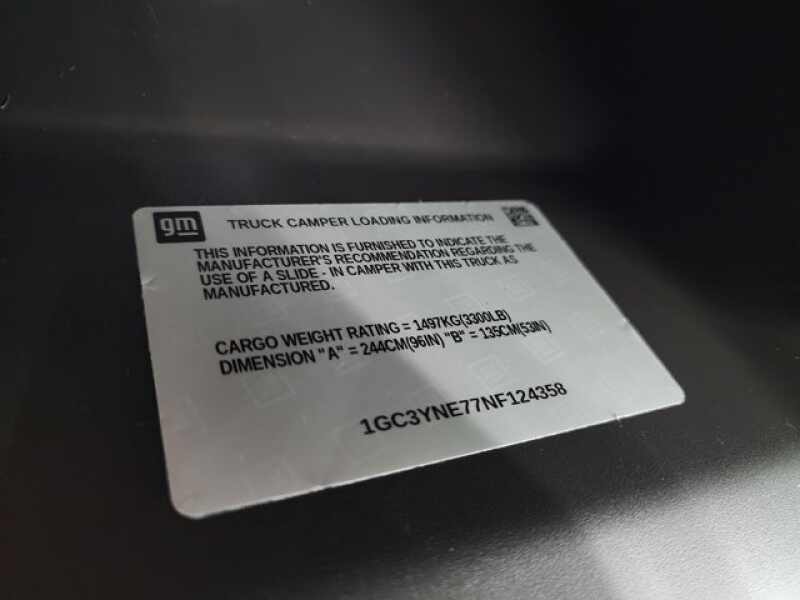 gm
TRUCK CAMPER LOADING INFORMATION
THIS INFORMATION IS FURNISHED TO INDICATE THE
MANUFACTURER'S RECOMMENDATION REGARDING THE
USE OF A SLIDE - IN CAMPER WITH THIS TRUCK AS
MANUFACTURED.
CARGO WEIGHT RATING = 1497KG(3300LB)
DIMENSION "A" = 244CM(96IN) "B" = 135CM(53IN)
1GC3YNE77NF124358